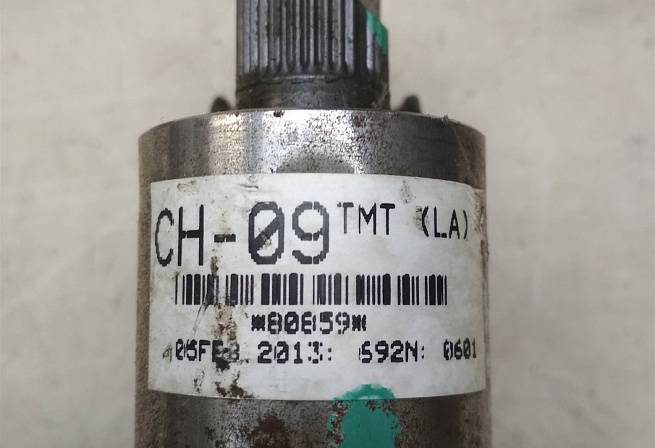 CH-09 TMT (LA)
*80859*
06FEB 2013: 692N: 0601